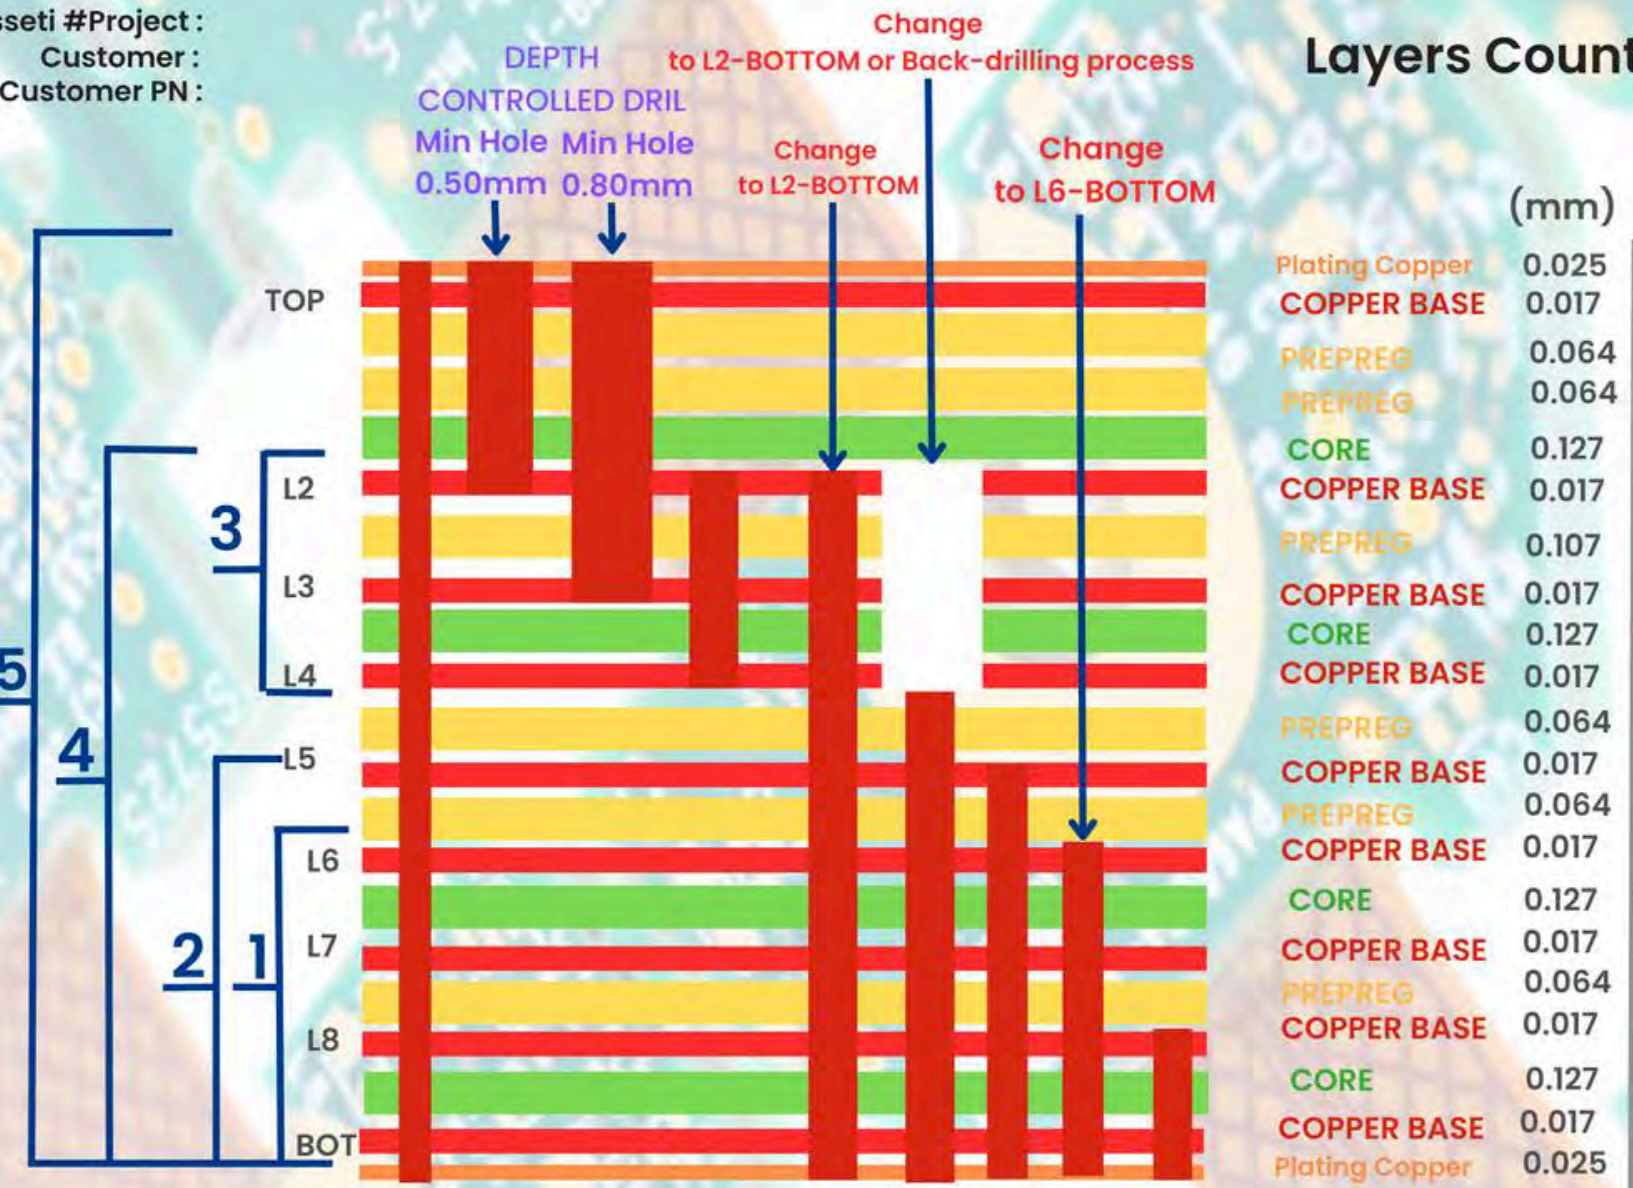 sseti #Project :
Customer :
Customer PN :
DEPTH
CONTROLLED DRIL
Min Hole Min Hole
0.50mm 0.80mm
Change
to L2-BOTTOM or Back-drilling process
Change
to L2-BOTTOM
Change
to L6-BOTTOM
Layers Count
(mm)
Plating Copper 0.025
TOP COPPER BASE 0.017
PREPREG 0.064
PREPREG 0.064
CORE 0.127
L2 COPPER BASE 0.017
3 PREPREG 0.107
L3 COPPER BASE 0.017
CORE 0.127
L4 COPPER BASE 0.017
5
PREPREG 0.064
4
L5 COPPER BASE 0.017
PREPREG 0.064
L6 COPPER BASE 0.017
CORE 0.127
2 1 L7 COPPER BASE 0.017
PREPREG 0.064
L8 COPPER BASE 0.017
CORE 0.127
BOT COPPER BASE 0.017
Plating Copper 0.025